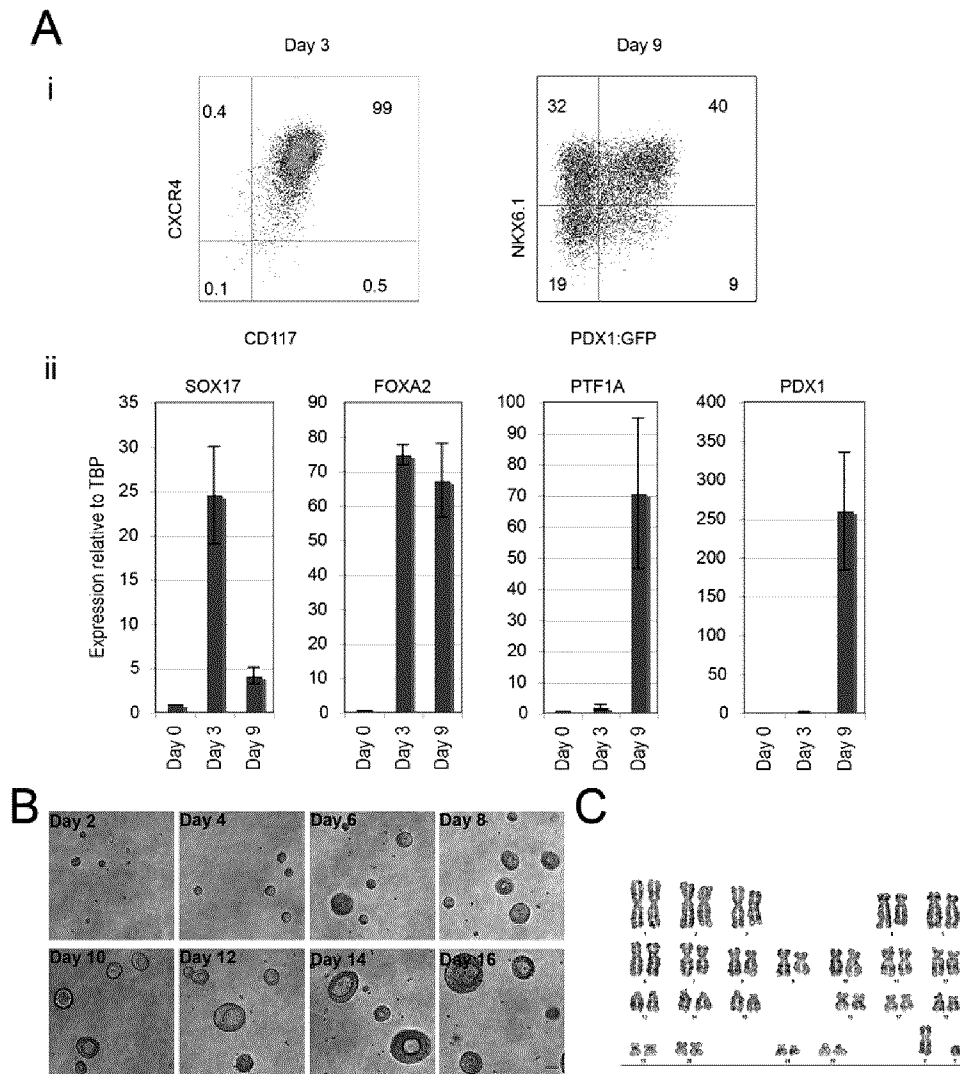 A
Day 3
Day 9
i
0.4
99
0.1
0.5
CXCR4
CD117
32
40
19
9
NKX6.1
PDX1:GFP
ii
Expression relative to TBP
SOX17
35
30
25
20
15
10
5
0
Day 0
Day 3
Day 9
FOXA2
90
80
70
60
50
40
30
20
10
0
Day 0
Day 3
Day 9
PTF1A
100
90
80
70
60
50
40
30
20
10
0
Day 0
Day 3
Day 9
PDX1
400
350
300
250
200
150
100
50
0
Day 0
Day 3
Day 9
B
Day 2
Day 4
Day 6
Day 8
Day 10
Day 12
Day 14
Day 16
C